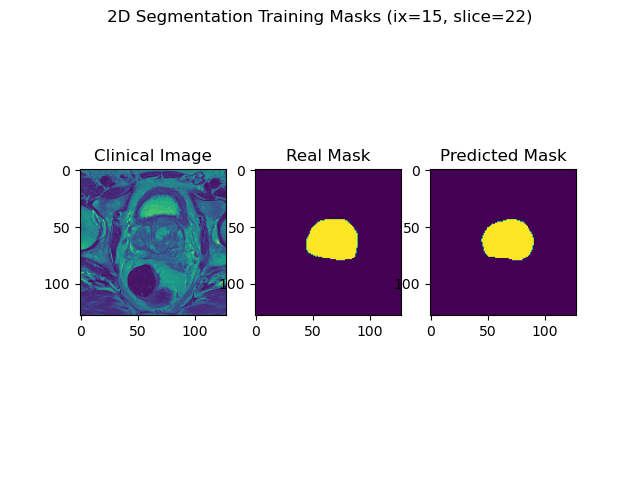 2D Segmentation Training Masks (ix=15, slice=22)
Clinical Image Real Mask Predicted Mask
0 0 0
50 50 50
100 100 100
0 50 100 0 50 100 0 50 100